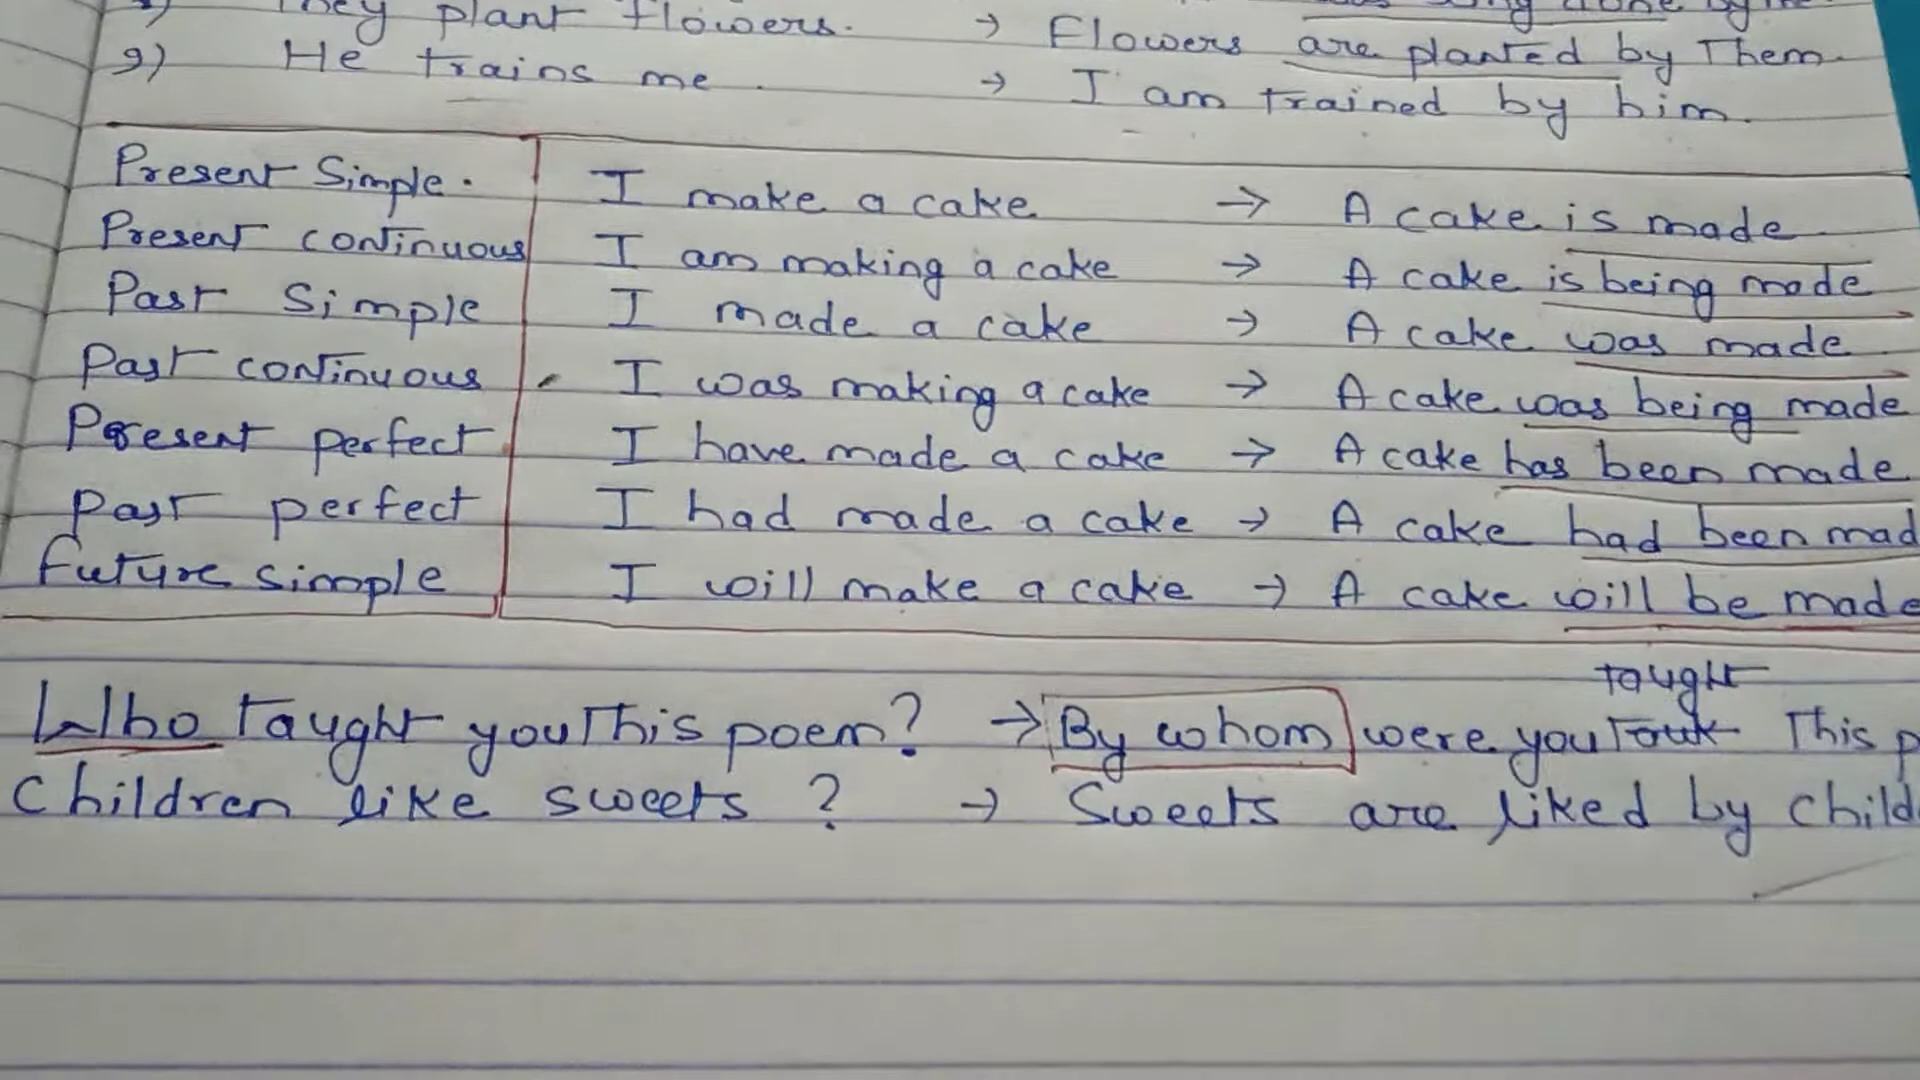 They plant flowers. → Flowers are planted by Them.
9) He trains me. → I am trained by him.
Present Simple. I make a cake → A cake is made
Present continuous I am making a cake → A cake is being made
Past Simple I made a cake → A cake was made
Past continuous I was making a cake → A cake was being made
Present perfect I have made a cake → A cake has been made
Past perfect I had made a cake → A cake had been mad
future simple I will make a cake → A cake will be made
taught
Who taught you This poem? → By whom were you This p
Children like sweets ? → Sweets are liked by child